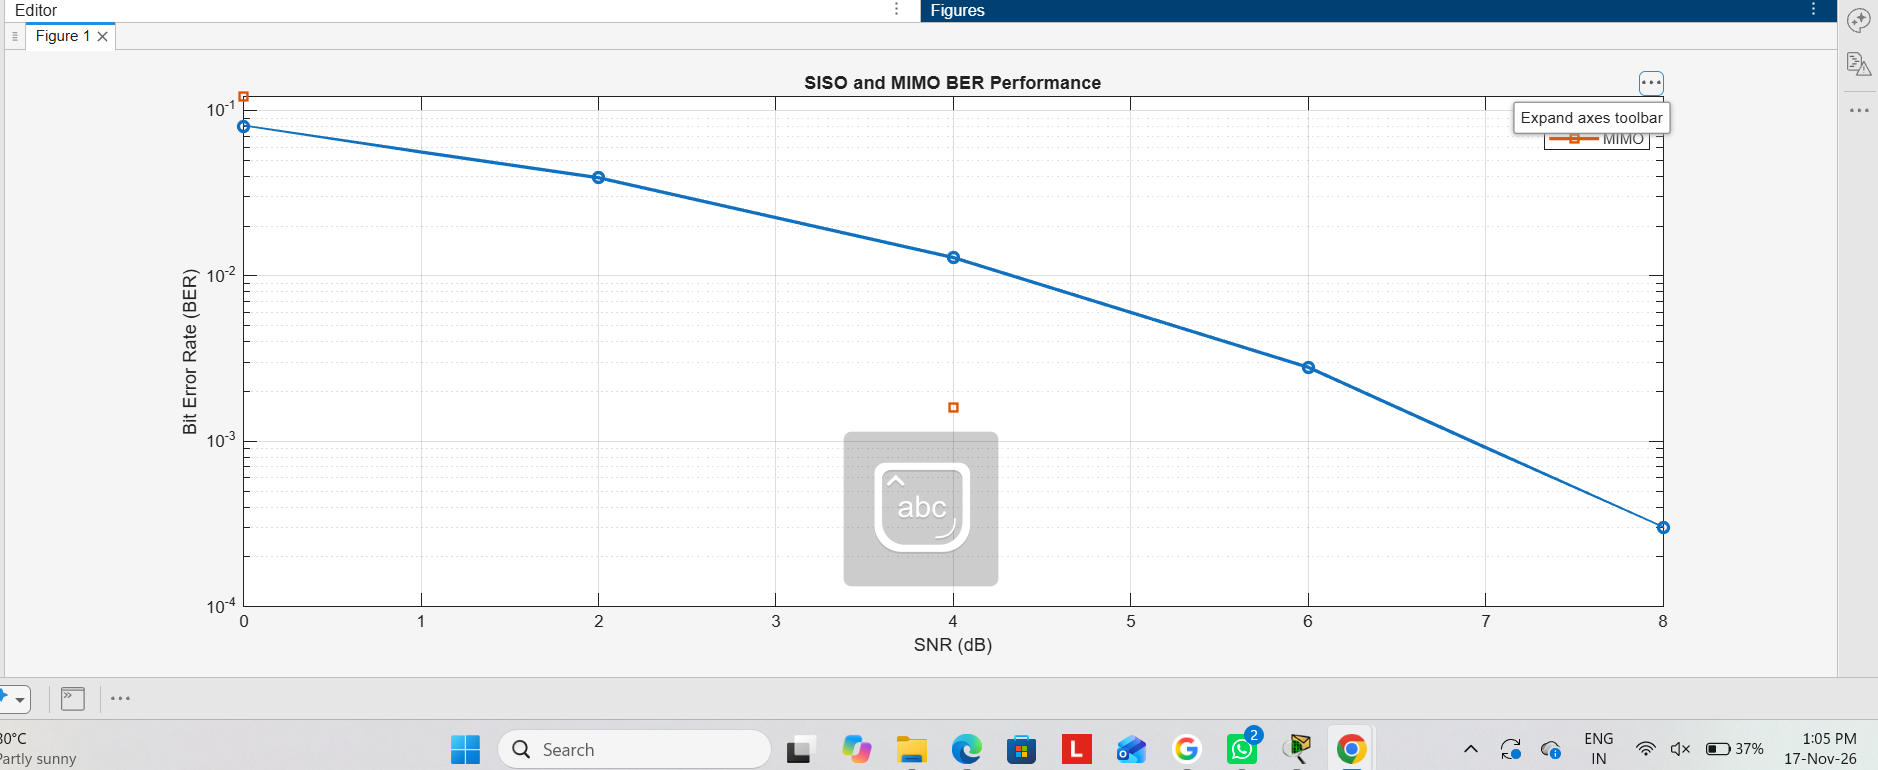 Editor
Figures
Figure 1
SISO and MIMO BER Performance
Expand axes toolbar
MIMO
10-1
10-2
10-3
10-4
Bit Error Rate (BER)
abc
0 1 2 3 4 5 6 7 8
SNR (dB)
30°C
Partly sunny
Search
L
2
ENG
IN
37%
1:05 PM
17-Nov-26